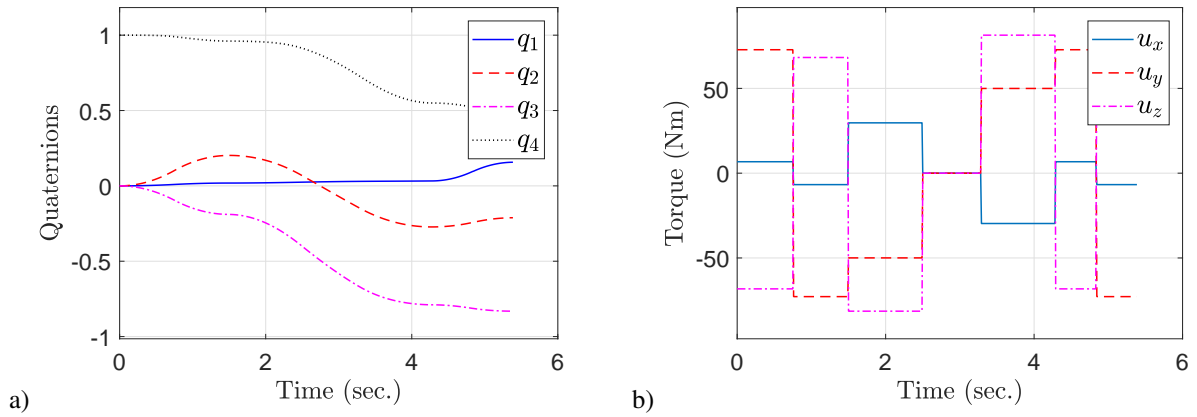 1
0.5
0
-0.5
-1
Quaternions
0 2 4 6
Time (sec.)
q1
q2
q3
q4
a)
50
0
-50
Torque (Nm)
0 2 4 6
Time (sec.)
ux
uy
uz
b)